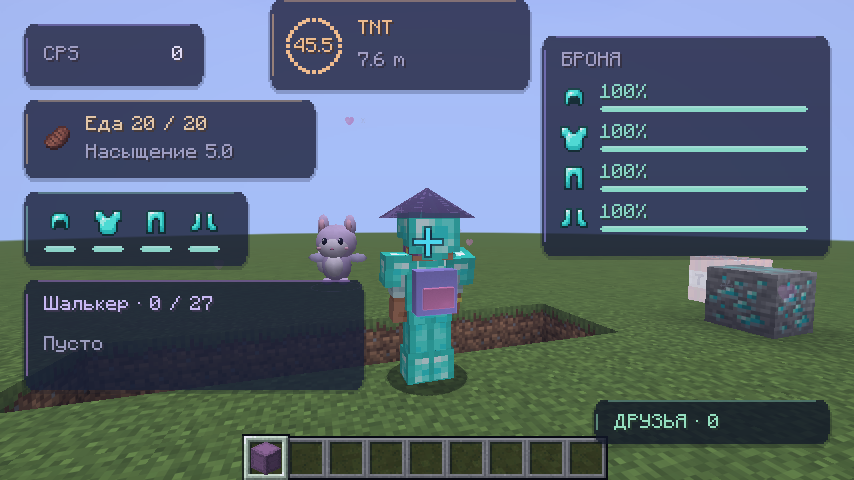 CPS 0
45.5
TNT
7.6 m
БРОНЯ
100%
100%
100%
100%
Еда 20 / 20
Насыщение 5.0
Шалькер · 0 / 27
Пусто
ДРУЗЬЯ · 0